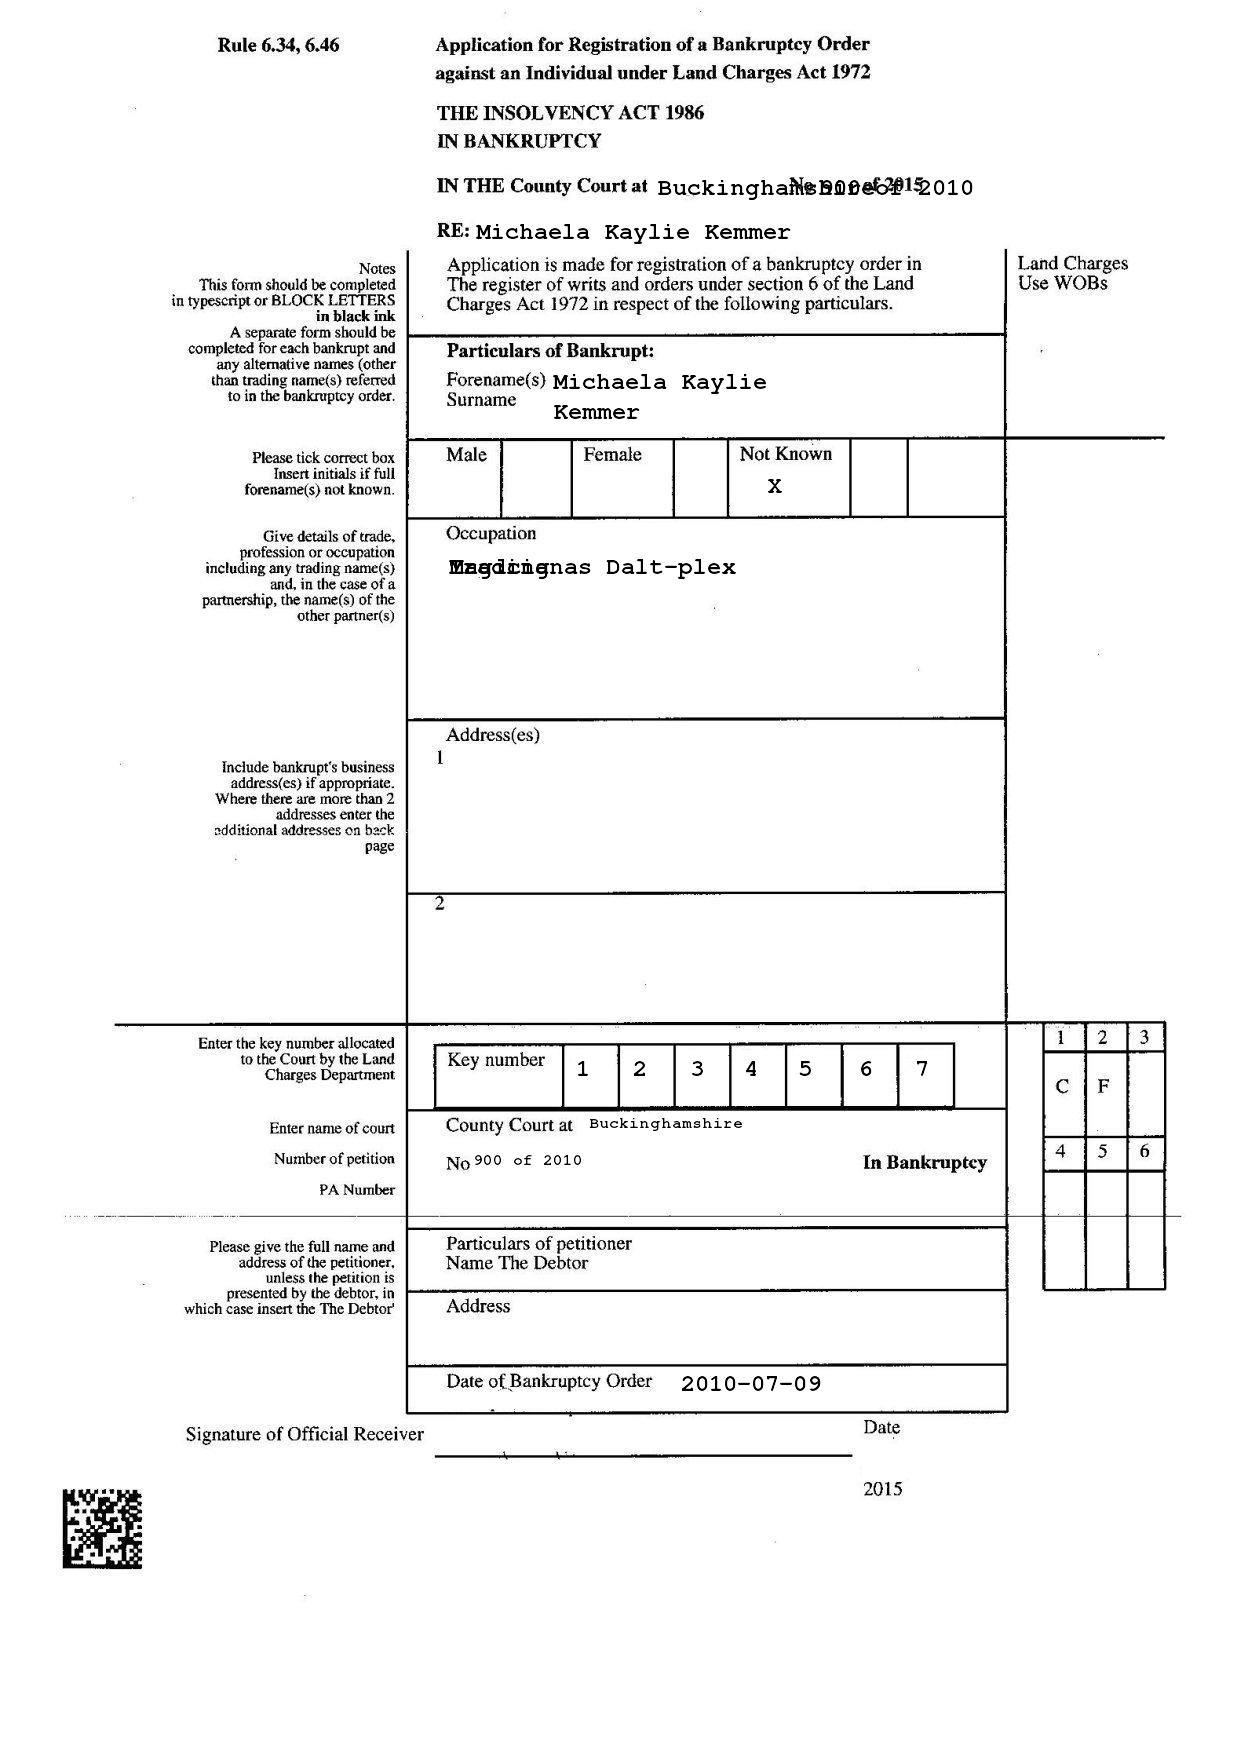 Rule 6.34, 6.46
Application for Registration of a Bankruptcy Order
against an Individual under Land Charges Act 1972
THE INSOLVENCY ACT 1986
IN BANKRUPTCY
IN THE County Court at Buckinghamshire No 900 of 2010
RE: Michaela Kaylie Kemmer
Notes
This form should be completed
in typescript or BLOCK LETTERS
in black ink
A separate form should be
completed for each bankrupt and
any alternative names (other
than trading name(s) referred
to in the bankruptcy order.
Application is made for registration of a bankruptcy order in
The register of writs and orders under section 6 of the Land
Charges Act 1972 in respect of the following particulars.
Land Charges
Use WOBs
Particulars of Bankrupt:
Forename(s) Michaela Kaylie
Surname
Kemmer
Please tick correct box
Insert initials if full
forename(s) not known.
Male
Female
Not Known
X
Give details of trade,
profession or occupation
including any trading name(s)
and, in the case of a
partnership, the name(s) of the
other partner(s)
Occupation
Dalt-plex
Include bankrupt's business
address(es) if appropriate.
Where there are more than 2
addresses enter the
additional addresses on back
page
Address(es)
1
2
Enter the key number allocated
to the Court by the Land
Charges Department
Key number 1 2 3 4 5 6 7
1 2 3
C F
4 5 6
Enter name of court
County Court at Buckinghamshire
Number of petition
No 900 of 2010
In Bankruptcy
PA Number
Please give the full name and
address of the petitioner,
unless the petition is
presented by the debtor, in
which case insert the The Debtor'
Particulars of petitioner
Name The Debtor
Address
Date of Bankruptcy Order 2010-07-09
Signature of Official Receiver
Date
2015